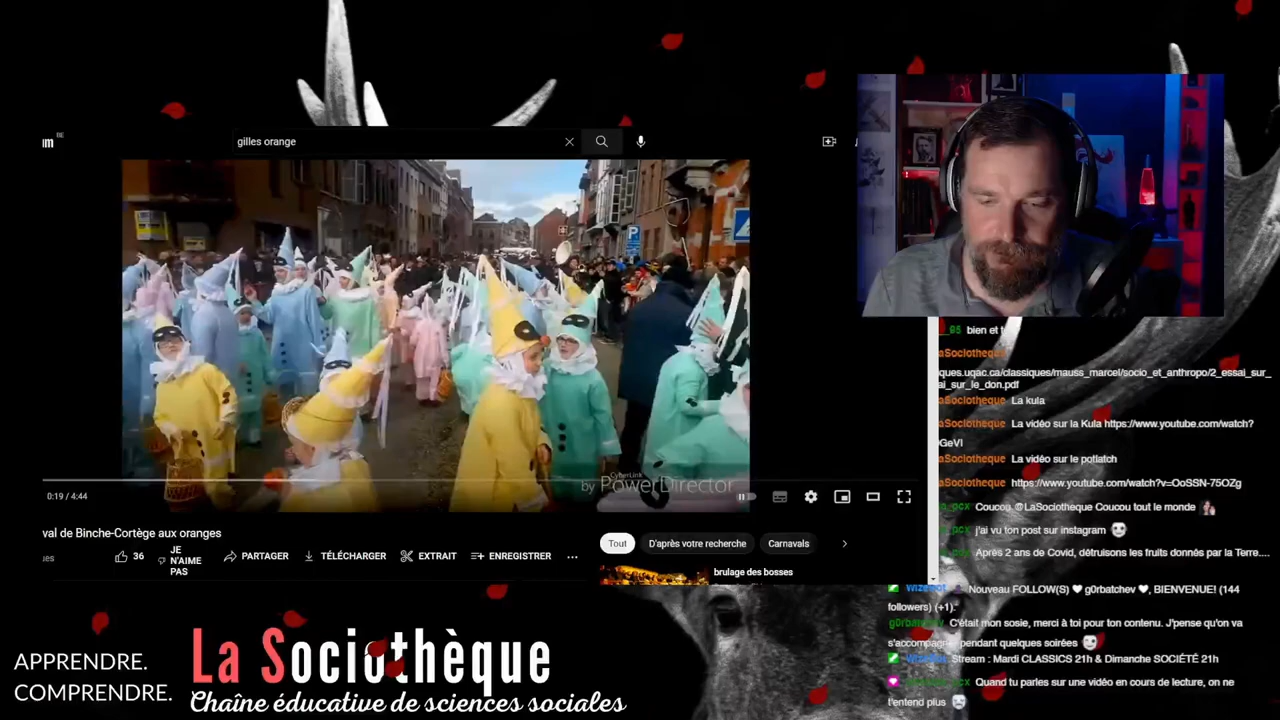 gilles orange
P
CyberLink
by PowerDirector
0:19 / 4:44
val de Binche-Cortège aux oranges
36
JE N'AIME PAS
PARTAGER
TÉLÉCHARGER
EXTRAIT
ENREGISTRER
...
Tout
D'après votre recherche
Carnavals
brulage des bosses
95 bien et t
aSociotheque
ques.uqac.ca/classiques/mauss_marcel/socio_et_anthropo/2_essai_sur_
ai_sur_le_don.pdf
aSociotheque La kula
aSociotheque La vidéo sur la Kula https://www.youtube.com/watch?
GeVI
aSociotheque La vidéo sur le potlatch
aSociotheque https://www.youtube.com/watch?v=OoSSN-75OZg
Coucou @LaSociotheque Coucou tout le monde
j'ai vu ton post sur instagram
Après 2 ans de Covid, détruisons les fruits donnés par la Terre....
Nouveau FOLLOW(S) g0rbatchev, BIENVENUE! (144
followers) (+1).
C'était mon sosie, merci à toi pour ton contenu. J'pense qu'on va
s'accompagner pendant quelques soirées
Stream : Mardi CLASSICS 21h & Dimanche SOCIÉTÉ 21h
Quand tu parles sur une vidéo en cours de lecture, on ne
t'entend plus
APPRENDRE.
COMPRENDRE.
La Sociothèque
Chaîne éducative de sciences sociales